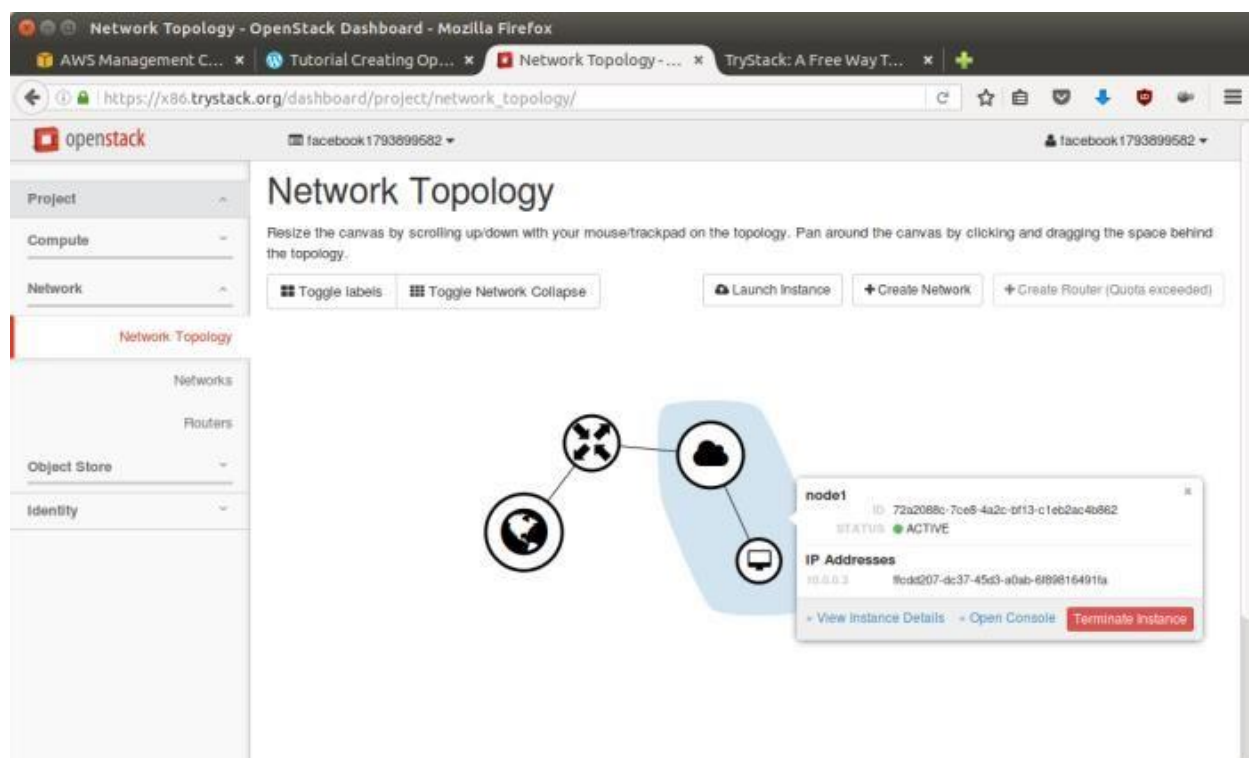 Network Topology - OpenStack Dashboard - Mozilla Firefox
AWS Management C... × Tutorial Creating Op... × Network Topology - ... × TryStack: A Free Way T... ×
https://x86.trystack.org/dashboard/project/network_topology/
openstack facebook1793899582 facebook1793899582
Project
Compute
Network
Network Topology
Networks
Routers
Object Store
Identity
Network Topology
Resize the canvas by scrolling up/down with your mouse/trackpad on the topology. Pan around the canvas by clicking and dragging the space behind
the topology.
Toggle labels Toggle Network Collapse Launch Instance +Create Network +Create Router (Quota exceeded)
node1 ×
ID 72a2088c-7ce8-4a2c-bf13-c1eb2ac4b862
STATUS ACTIVE
IP Addresses
10.0.0.3 ffcdd207-dc37-45d3-a0ab-6f898164911a
» View Instance Details » Open Console Terminate Instance